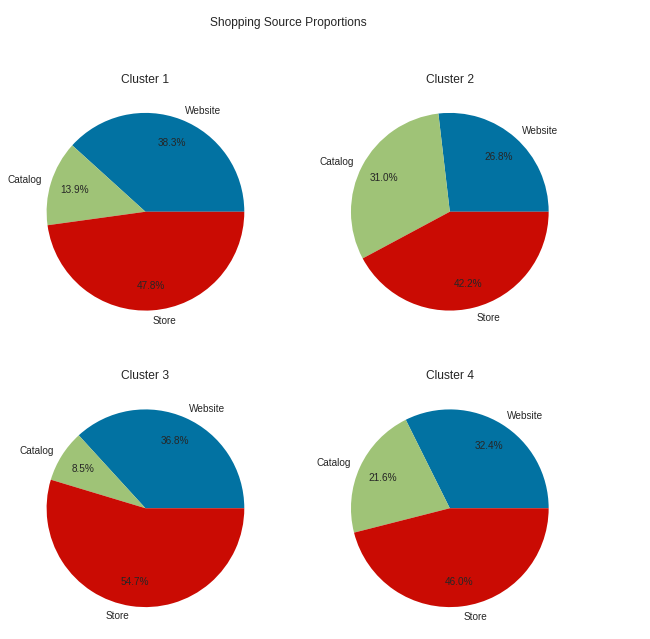 Shopping Source Proportions
Cluster 1
Website
38.3%
Catalog
13.9%
47.8%
Store
Cluster 2
Website
26.8%
Catalog
31.0%
42.2%
Store
Cluster 3
Website
36.8%
Catalog
8.5%
54.7%
Store
Cluster 4
Website
32.4%
Catalog
21.6%
46.0%
Store